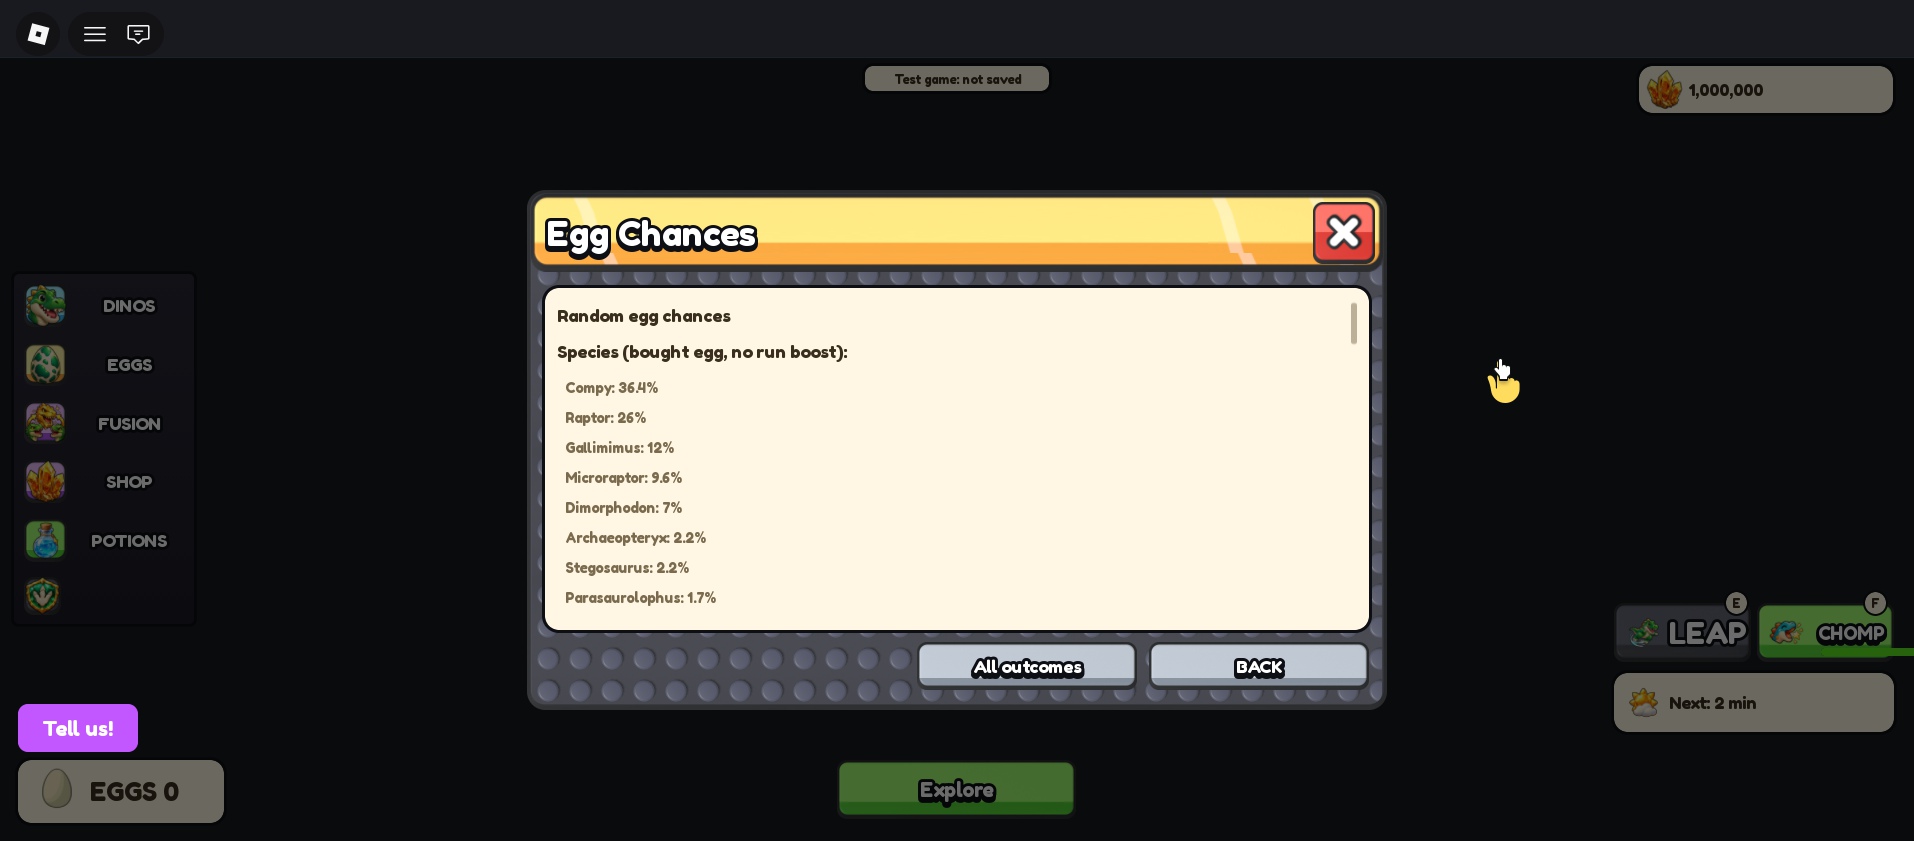 Test game: not saved
1,000,000
Egg Chances
Random egg chances
Species (bought egg, no run boost):
Compy: 36.4%
Raptor: 26%
Gallimimus: 12%
Microraptor: 9.6%
Dimorphodon: 7%
Archaeopteryx: 2.2%
Stegosaurus: 2.2%
Parasaurolophus: 1.7%
All outcomes
BACK
DINOS
EGGS
FUSION
SHOP
POTIONS
E
F
LEAP
CHOMP
Next: 2 min
Tell us!
EGGS 0
Explore